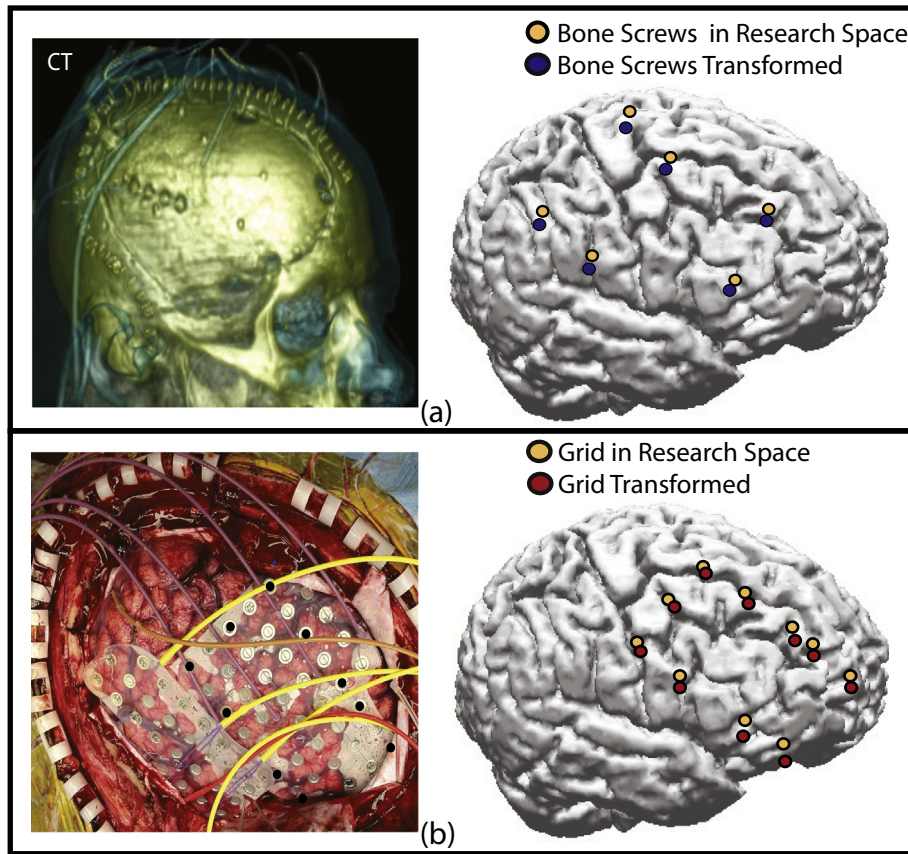 CT
Bone Screws in Research Space
Bone Screws Transformed
(a)
Grid in Research Space
Grid Transformed
(b)